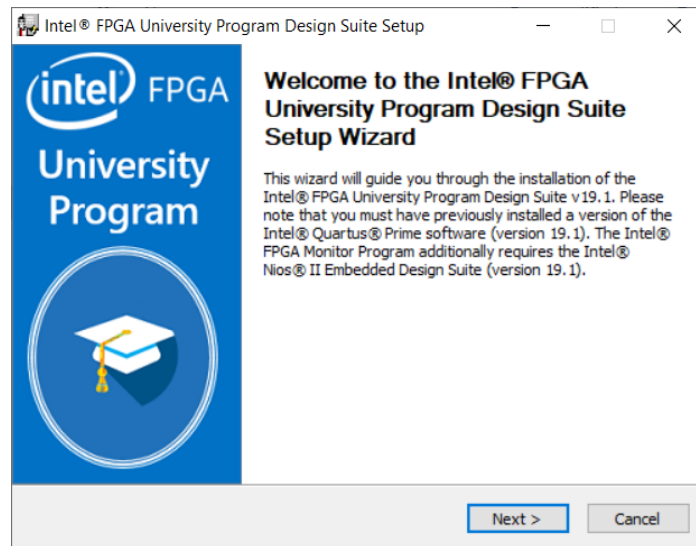 Intel® FPGA University Program Design Suite Setup
intel FPGA
University
Program
Welcome to the Intel® FPGA
University Program Design Suite
Setup Wizard
This wizard will guide you through the installation of the
Intel® FPGA University Program Design Suite v19.1. Please
note that you must have previously installed a version of the
Intel® Quartus® Prime software (version 19.1). The Intel®
FPGA Monitor Program additionally requires the Intel®
Nios® II Embedded Design Suite (version 19.1).
Next >
Cancel